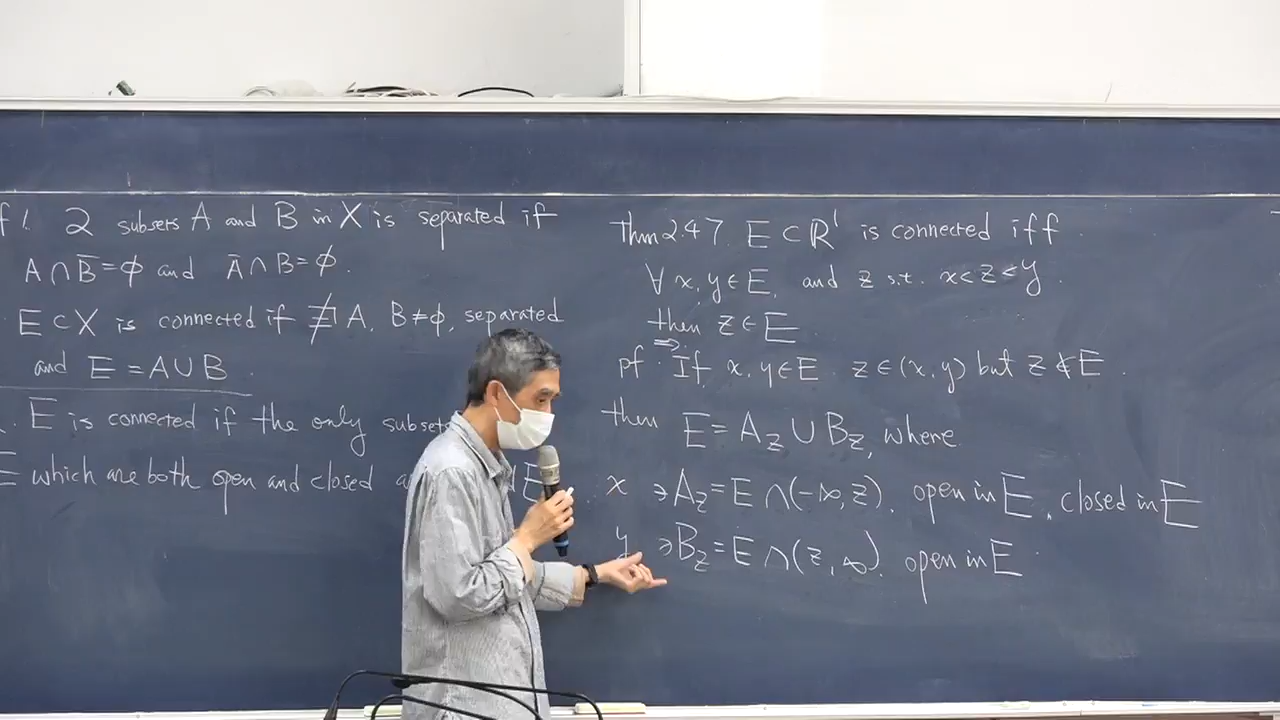 f 1. 2 subsets A and B in X is separated if
A ∩ B̄ = ϕ and Ā ∩ B = ϕ.
E ⊂ X is connected if ∄ A, B ≠ ϕ, separated
and E = A ∪ B.
E is connected if the only subsets
E which are both open and closed
thm 2.47. E ⊂ R¹ is connected iff
∀ x, y ∈ E, and z s.t. x < z < y.
then z ∈ E
pf. ⇒ If x, y ∈ E z ∈ (x, y) but z ∉ E.
then E = A_z ∪ B_z, where
x ∋ A_z = E ∩ (-∞, z). open in E, closed in E
y ∋ B_z = E ∩ (z, ∞). open in E